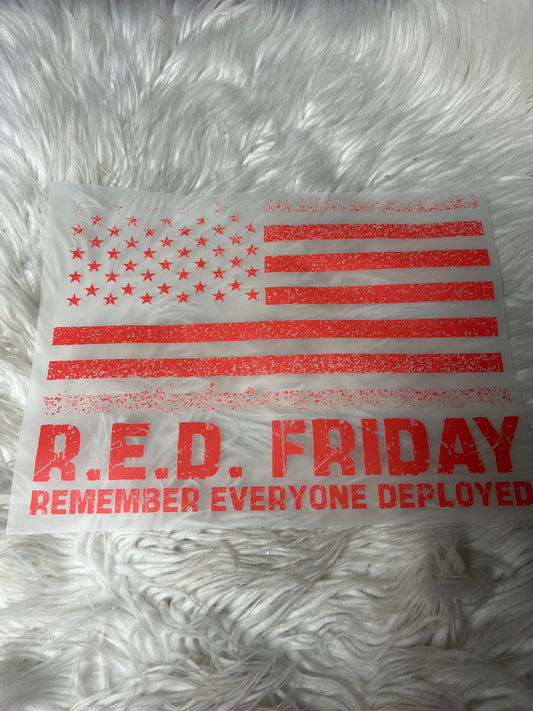 R.E.D. FRIDAY
REMEMBER EVERYONE DEPLOYED